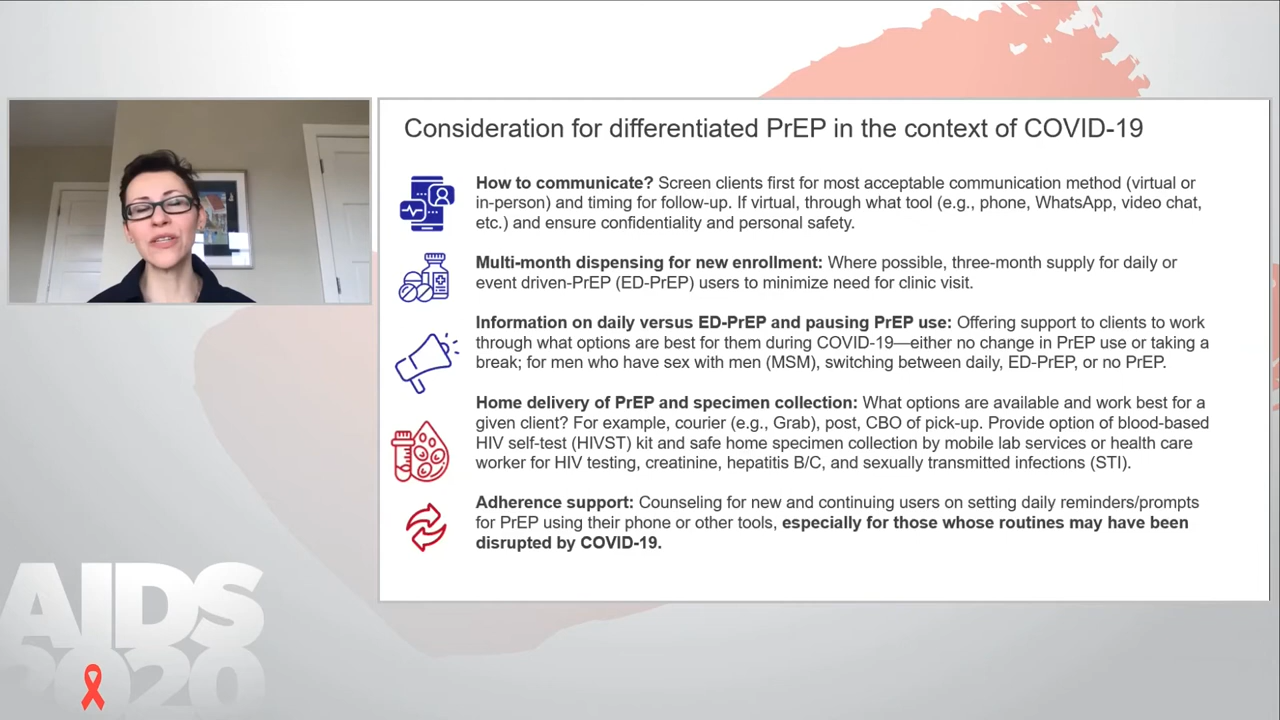 Consideration for differentiated PrEP in the context of COVID-19
How to communicate? Screen clients first for most acceptable communication method (virtual or
in-person) and timing for follow-up. If virtual, through what tool (e.g., phone, WhatsApp, video chat,
etc.) and ensure confidentiality and personal safety.
Multi-month dispensing for new enrollment: Where possible, three-month supply for daily or
event driven-PrEP (ED-PrEP) users to minimize need for clinic visit.
Information on daily versus ED-PrEP and pausing PrEP use: Offering support to clients to work
through what options are best for them during COVID-19—either no change in PrEP use or taking a
break; for men who have sex with men (MSM), switching between daily, ED-PrEP, or no PrEP.
Home delivery of PrEP and specimen collection: What options are available and work best for a
given client? For example, courier (e.g., Grab), post, CBO of pick-up. Provide option of blood-based
HIV self-test (HIVST) kit and safe home specimen collection by mobile lab services or health care
worker for HIV testing, creatinine, hepatitis B/C, and sexually transmitted infections (STI).
Adherence support: Counseling for new and continuing users on setting daily reminders/prompts
for PrEP using their phone or other tools, especially for those whose routines may have been
disrupted by COVID-19.
AIDS
2020